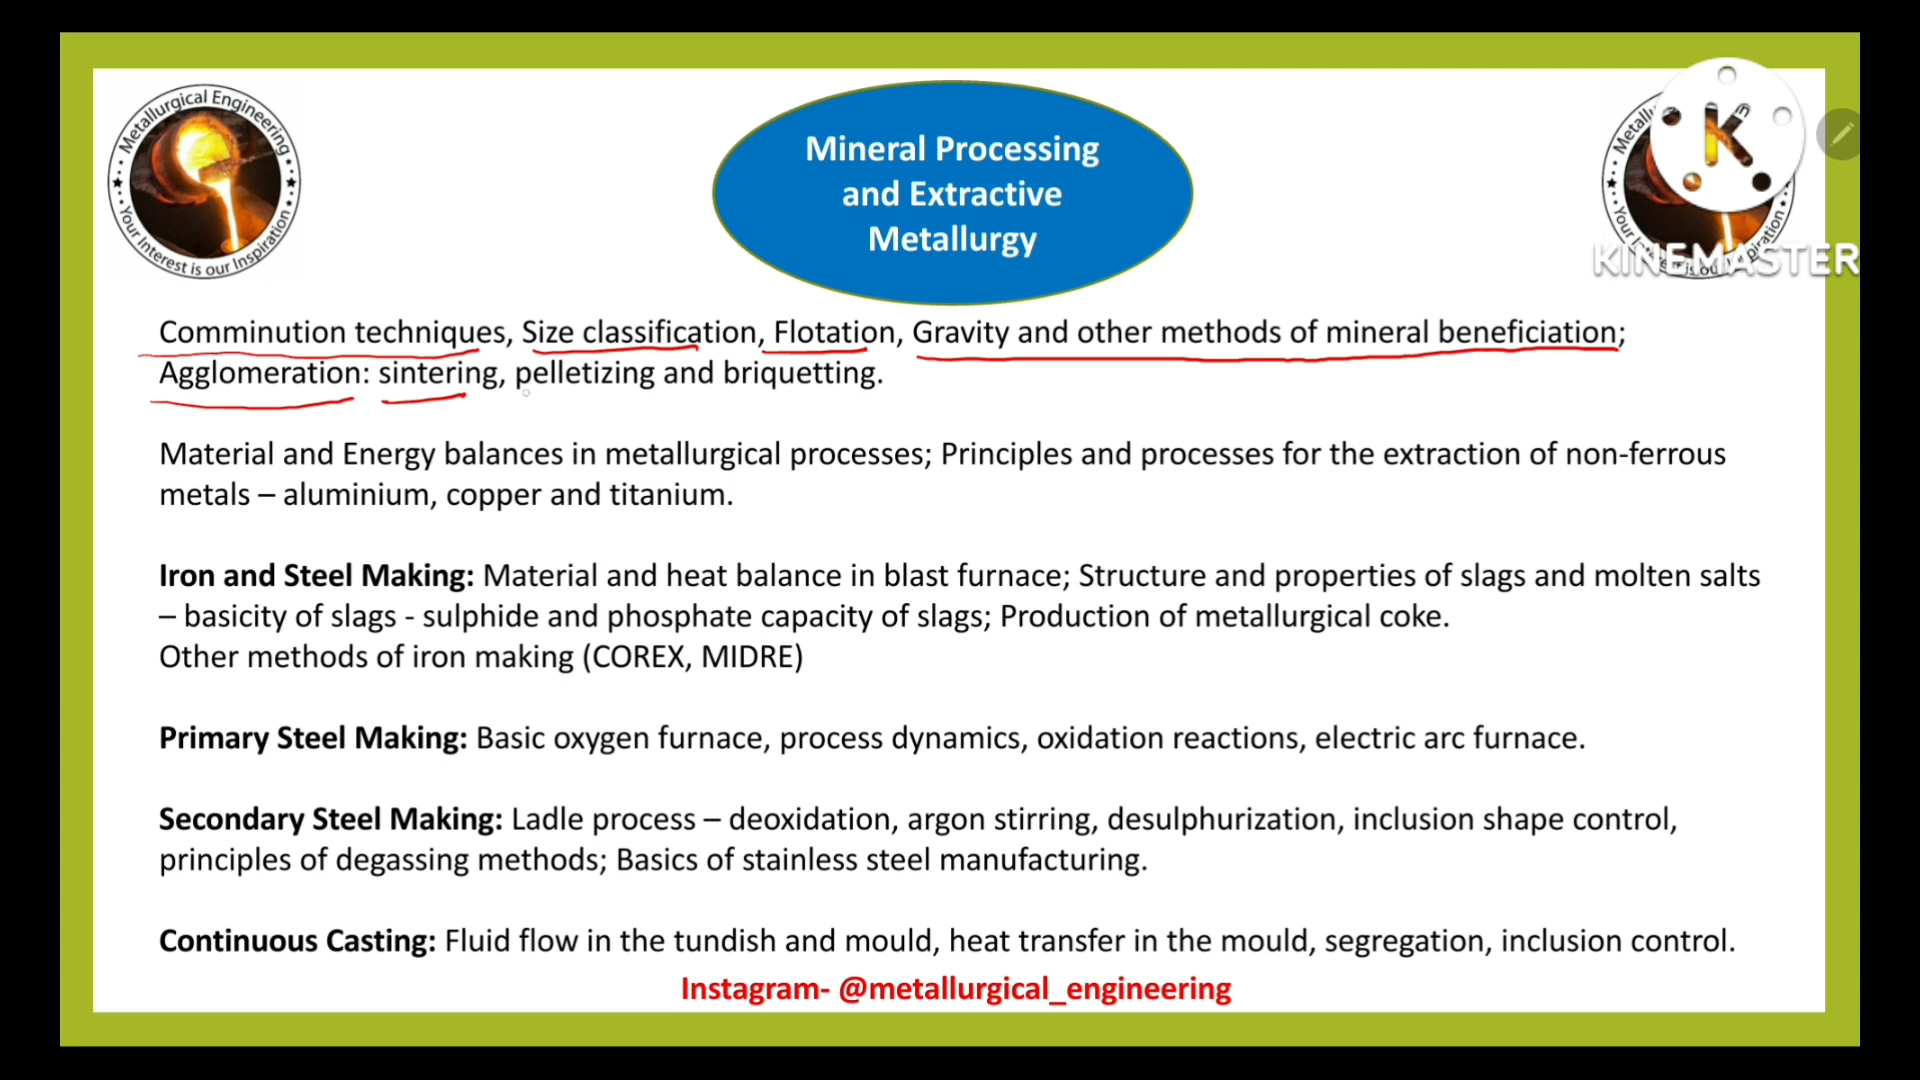 Metallurgical Engineering
Your Interest is our Inspiration
Mineral Processing
and Extractive
Metallurgy
K
KINEMASTER
Comminution techniques, Size classification, Flotation, Gravity and other methods of mineral beneficiation;
Agglomeration: sintering, pelletizing and briquetting.
Material and Energy balances in metallurgical processes; Principles and processes for the extraction of non-ferrous
metals – aluminium, copper and titanium.
Iron and Steel Making: Material and heat balance in blast furnace; Structure and properties of slags and molten salts
– basicity of slags - sulphide and phosphate capacity of slags; Production of metallurgical coke.
Other methods of iron making (COREX, MIDRE)
Primary Steel Making: Basic oxygen furnace, process dynamics, oxidation reactions, electric arc furnace.
Secondary Steel Making: Ladle process – deoxidation, argon stirring, desulphurization, inclusion shape control,
principles of degassing methods; Basics of stainless steel manufacturing.
Continuous Casting: Fluid flow in the tundish and mould, heat transfer in the mould, segregation, inclusion control.
Instagram- @metallurgical_engineering